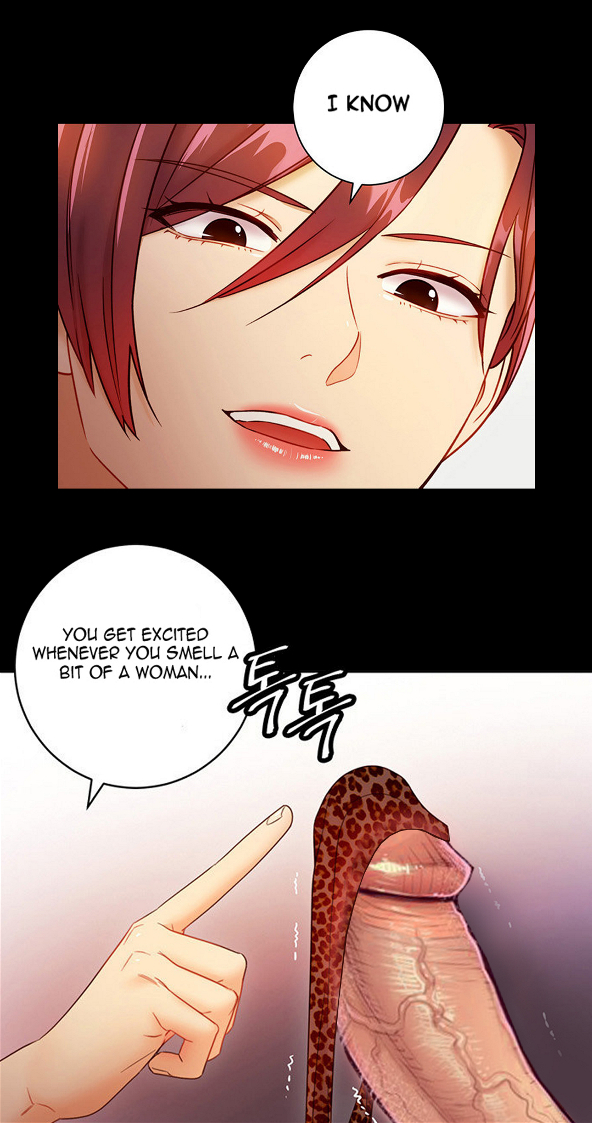 I KNOW
YOU GET EXCITED
WHENEVER YOU SMELL A
BIT OF A WOMAN...
톡톡